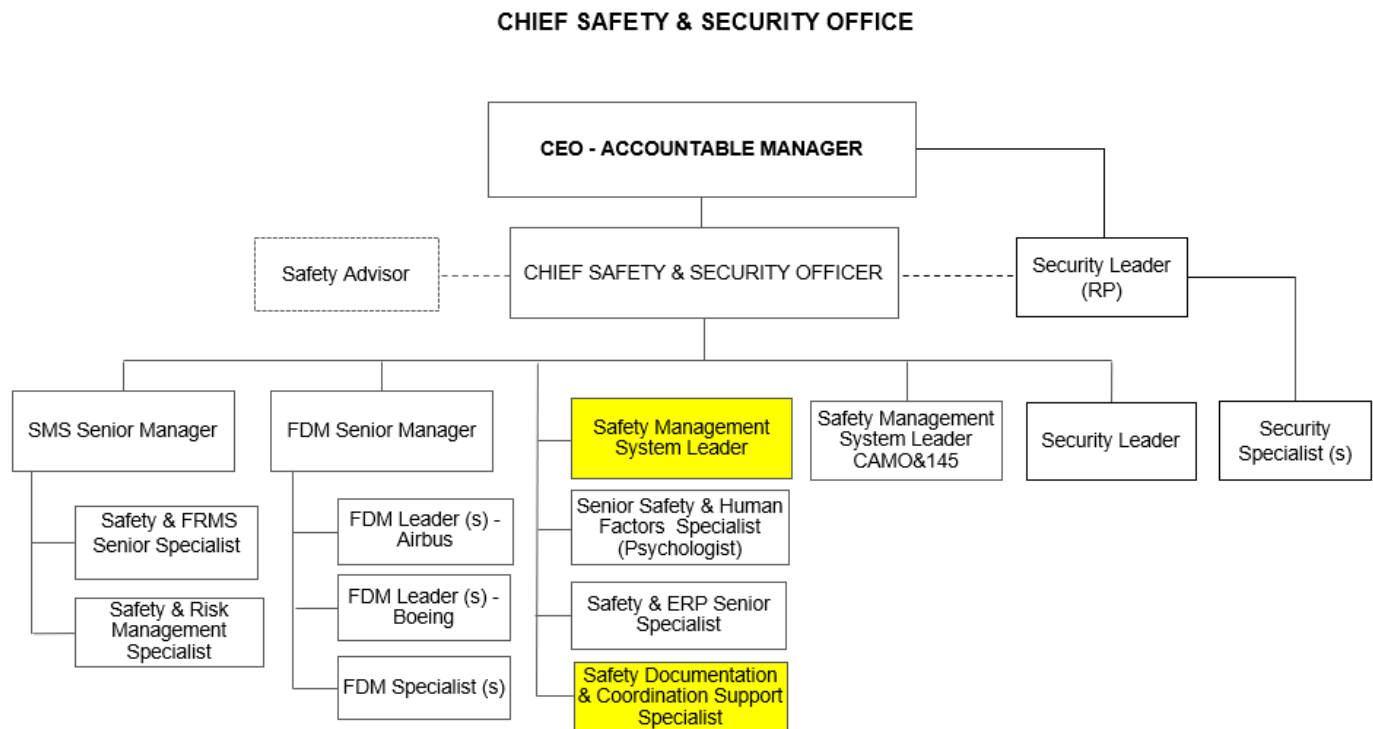 CHIEF SAFETY & SECURITY OFFICE
CEO - ACCOUNTABLE MANAGER
Safety Advisor
CHIEF SAFETY & SECURITY OFFICER
Security Leader
(RP)
SMS Senior Manager
FDM Senior Manager
Safety Management
System Leader
Safety Management
System Leader
CAMO&145
Security Leader
Security
Specialist (s)
Safety & FRMS
Senior Specialist
Safety & Risk
Management
Specialist
FDM Leader (s) -
Airbus
FDM Leader (s) -
Boeing
FDM Specialist (s)
Senior Safety & Human
Factors Specialist
(Psychologist)
Safety & ERP Senior
Specialist
Safety Documentation
& Coordination Support
Specialist